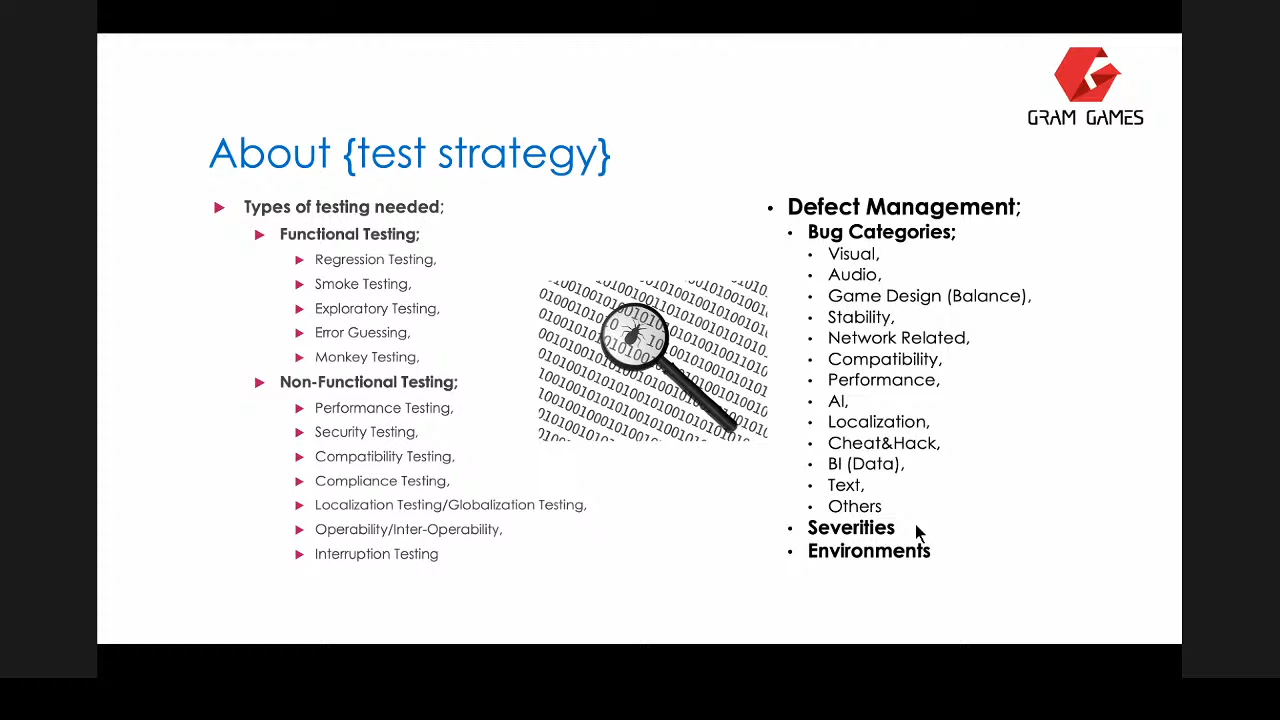 GRAM GAMES
About {test strategy}
Types of testing needed;
Functional Testing;
Regression Testing,
Smoke Testing,
Exploratory Testing,
Error Guessing,
Monkey Testing,
Non-Functional Testing;
Performance Testing,
Security Testing,
Compatibility Testing,
Compliance Testing,
Localization Testing/Globalization Testing,
Operability/Inter-Operability,
Interruption Testing
Defect Management;
Bug Categories;
Visual,
Audio,
Game Design (Balance),
Stability,
Network Related,
Compatibility,
Performance,
AI,
Localization,
Cheat&Hack,
BI (Data),
Text,
Others
Severities
Environments